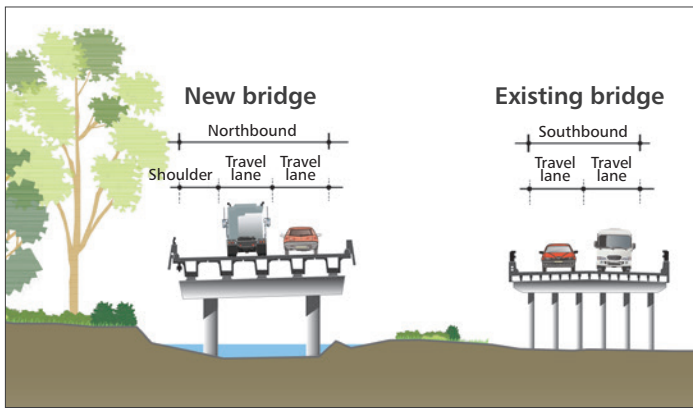 New bridge
Northbound
Shoulder
Travel
lane
Travel
lane
Existing bridge
Southbound
Travel
lane
Travel
lane